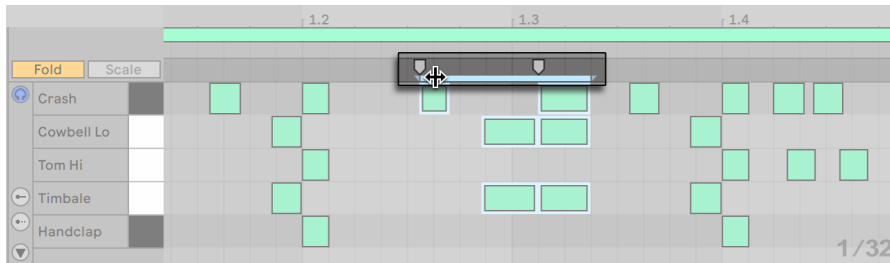 1.2 1.3 1.4
Fold Scale
Crash
Cowbell Lo
Tom Hi
Timbale
Handclap
1/32